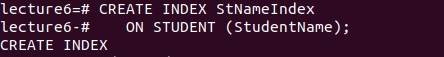 lecture6=# CREATE INDEX StNameIndex
lecture6-#    ON STUDENT (StudentName);
CREATE INDEX